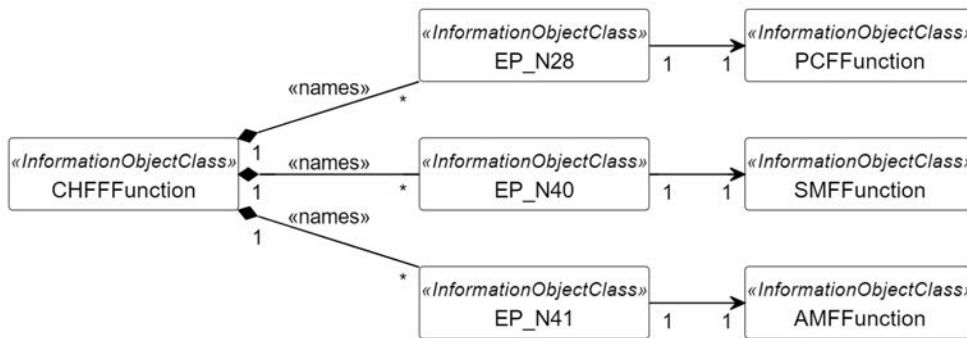 «InformationObjectClass»
EP_N28
1
1
«InformationObjectClass»
PCFFunction
«names»
*
1
«InformationObjectClass»
CHFFFunction
«names»
1
*
«InformationObjectClass»
EP_N40
1
1
«InformationObjectClass»
SMFFunction
«names»
1
*
«InformationObjectClass»
EP_N41
1
1
«InformationObjectClass»
AMFFunction